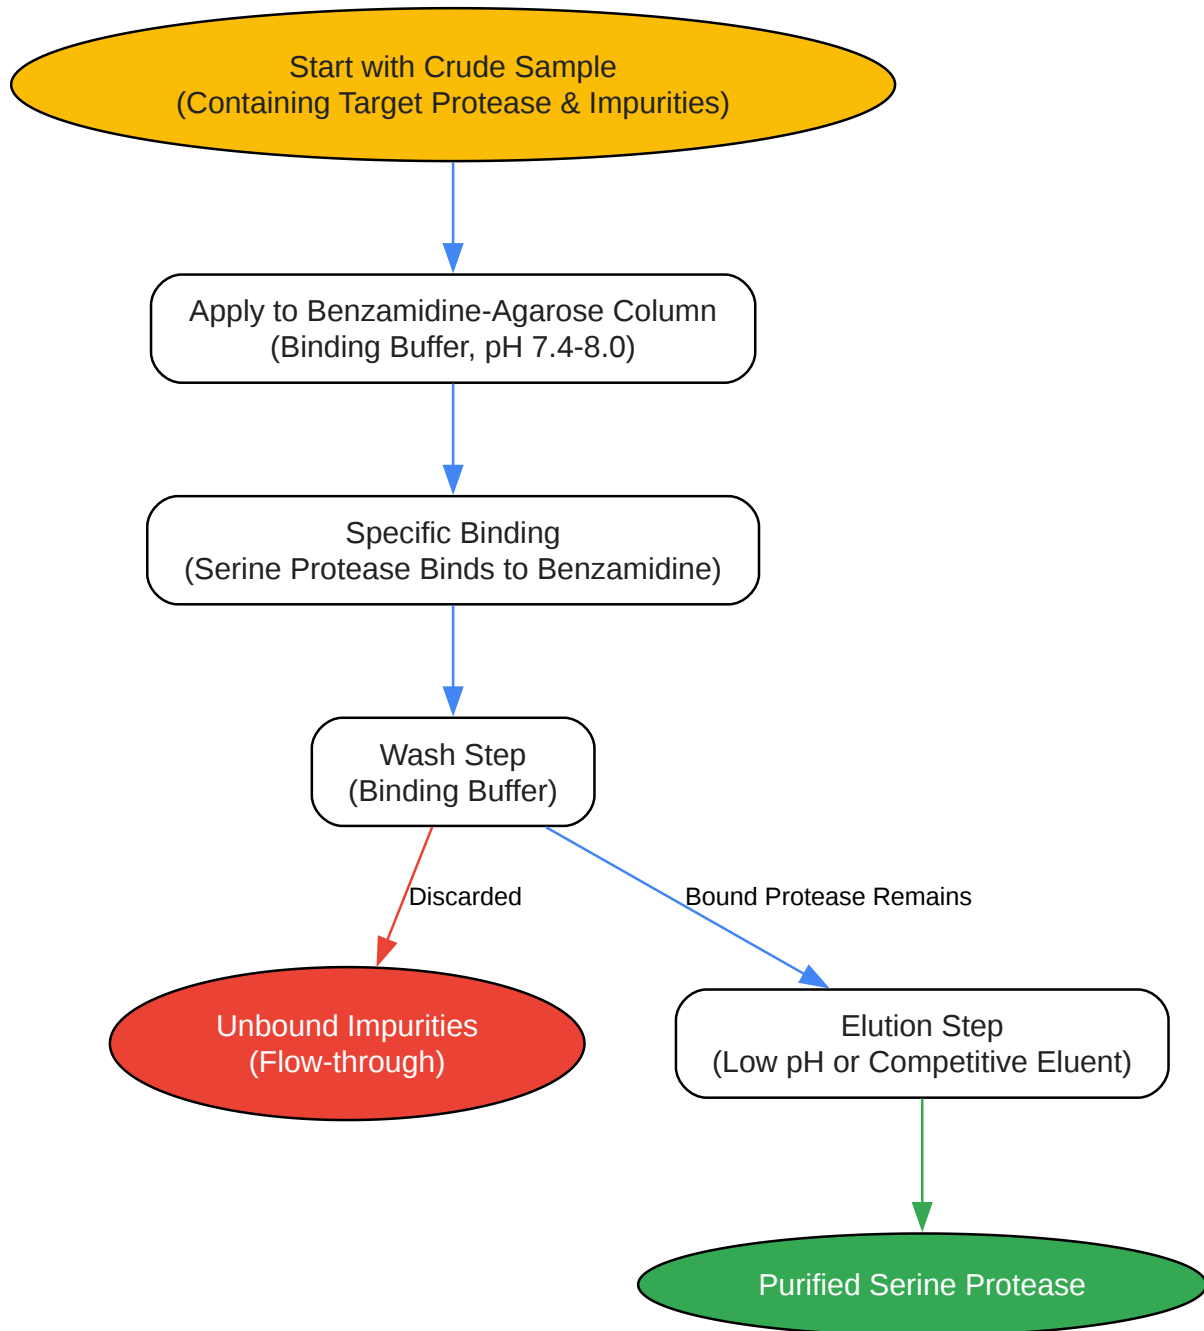 Start with Crude Sample
(Containing Target Protease & Impurities)
Apply to Benzamidine-Agarose Column
(Binding Buffer, pH 7.4-8.0)
Specific Binding
(Serine Protease Binds to Benzamidine)
Wash Step
(Binding Buffer)
Discarded
Bound Protease Remains
Unbound Impurities
(Flow-through)
Elution Step
(Low pH or Competitive Eluent)
Purified Serine Protease